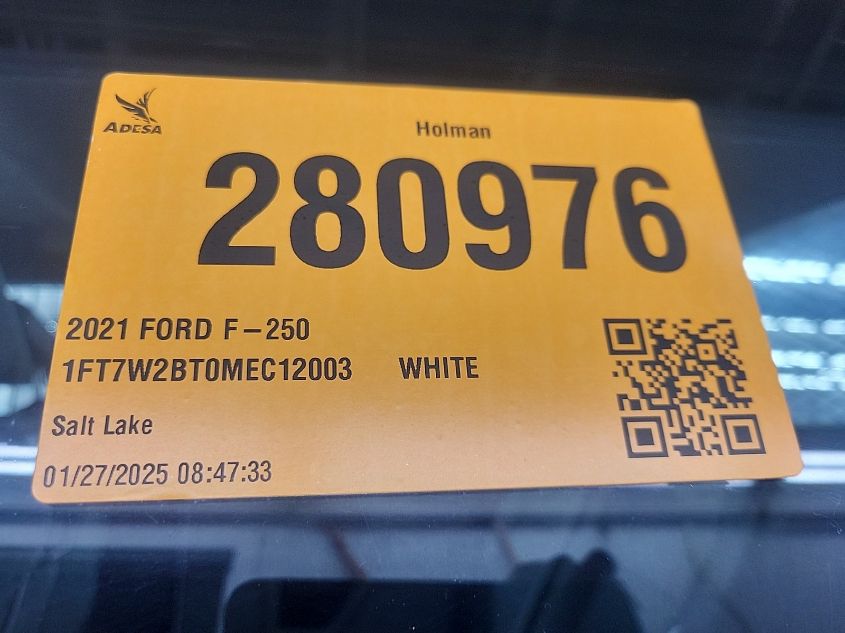 ADESA
Holman
280976
2021 FORD F-250
1FT7W2BT0MEC12003 WHITE
Salt Lake
01/27/2025 08:47:33